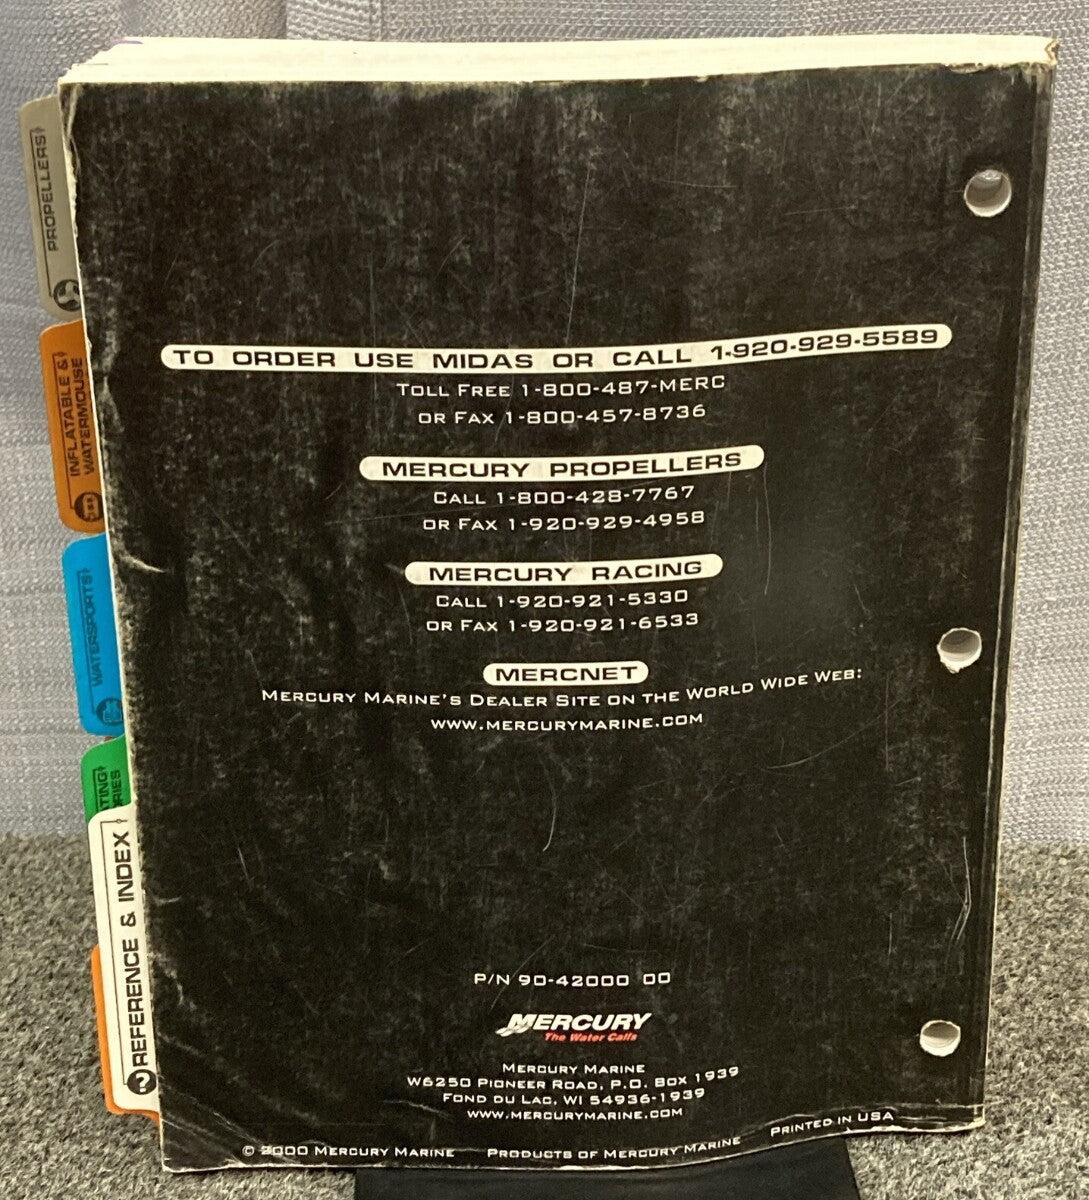 PROPELLERS
INFLATABLE &
WATERMOUSE
WATERSPORTS
REFERENCE & INDEX
TO ORDER USE MIDAS OR CALL 1-920-929-5589
TOLL FREE 1-800-487-MERC
OR FAX 1-800-457-8736
MERCURY PROPELLERS
CALL 1-800-428-7767
OR FAX 1-920-929-4958
MERCURY RACING
CALL 1-920-921-5330
OR FAX 1-920-921-6533
MERCNET
MERCURY MARINE'S DEALER SITE ON THE WORLD WIDE WEB:
WWW.MERCURYMARINE.COM
P/N 90-42000 00
MERCURY
The Water Calls
MERCURY MARINE
W6250 PIONEER ROAD, P.O. BOX 1939
FOND DU LAC, WI 54936-1939
WWW.MERCURYMARINE.COM
© 2000 MERCURY MARINE PRODUCTS OF MERCURY MARINE PRINTED IN USA